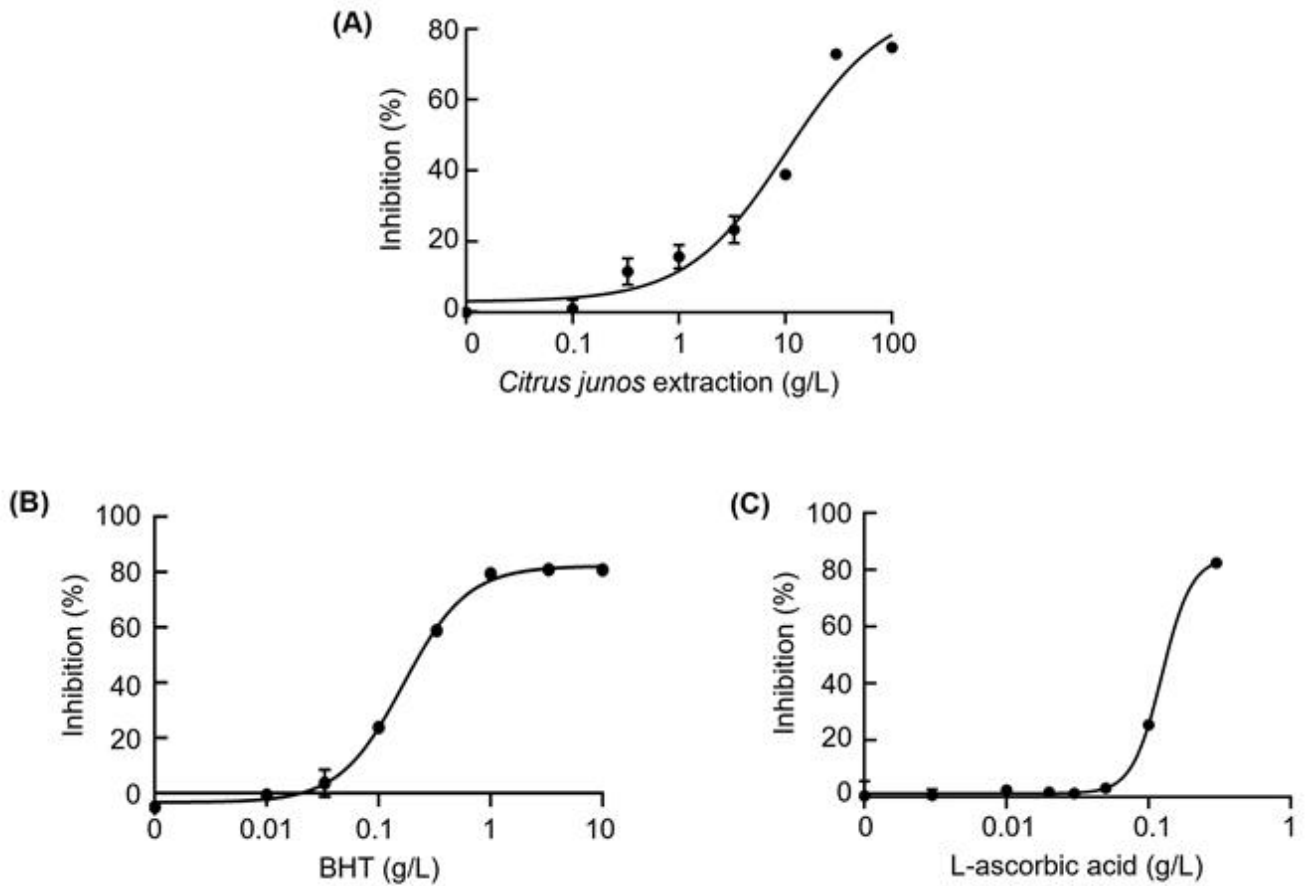 (A)
Inhibition (%)
80
60
40
20
0
0 0.1 1 10 100
Citrus junos extraction (g/L)
(B)
Inhibition (%)
100
80
60
40
20
0
0 0.01 0.1 1 10
BHT (g/L)
(C)
Inhibition (%)
100
80
60
40
20
0
0 0.01 0.1 1
L-ascorbic acid (g/L)